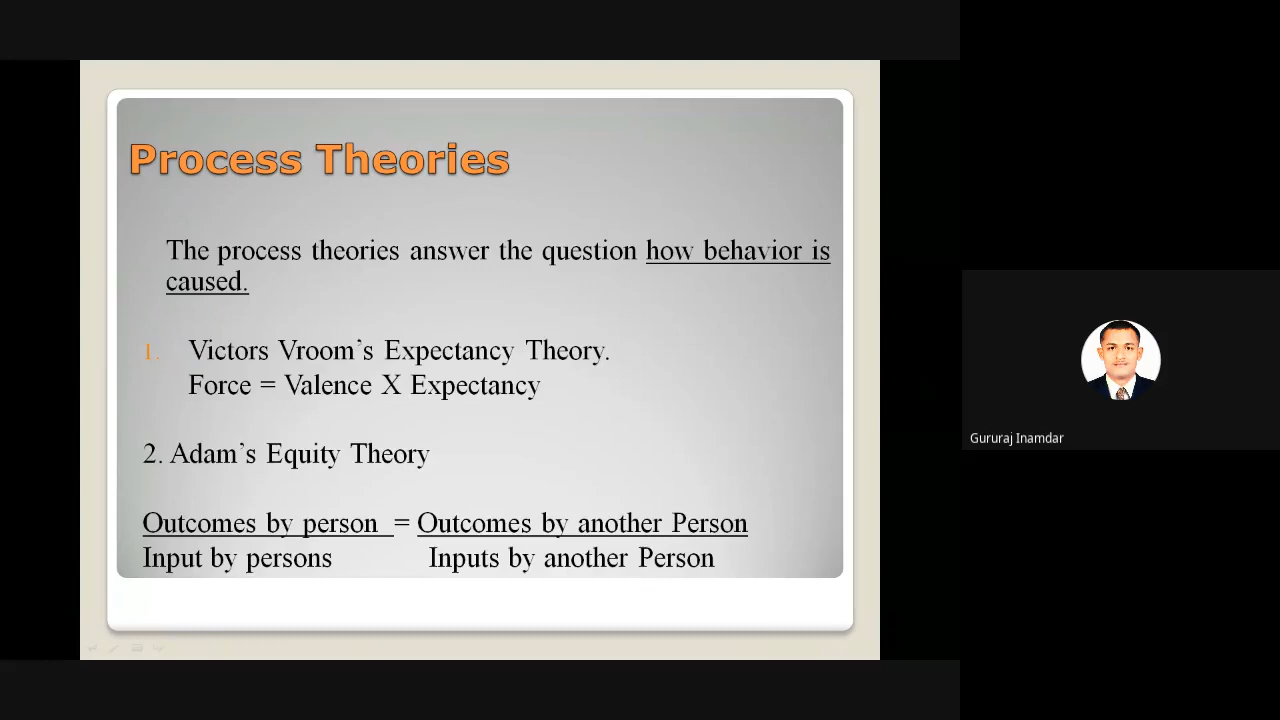 Process Theories
The process theories answer the question how behavior is
caused.
1. Victors Vroom’s Expectancy Theory.
Force = Valence X Expectancy
2. Adam’s Equity Theory
Outcomes by person = Outcomes by another Person
Input by persons Inputs by another Person
Gururaj Inamdar